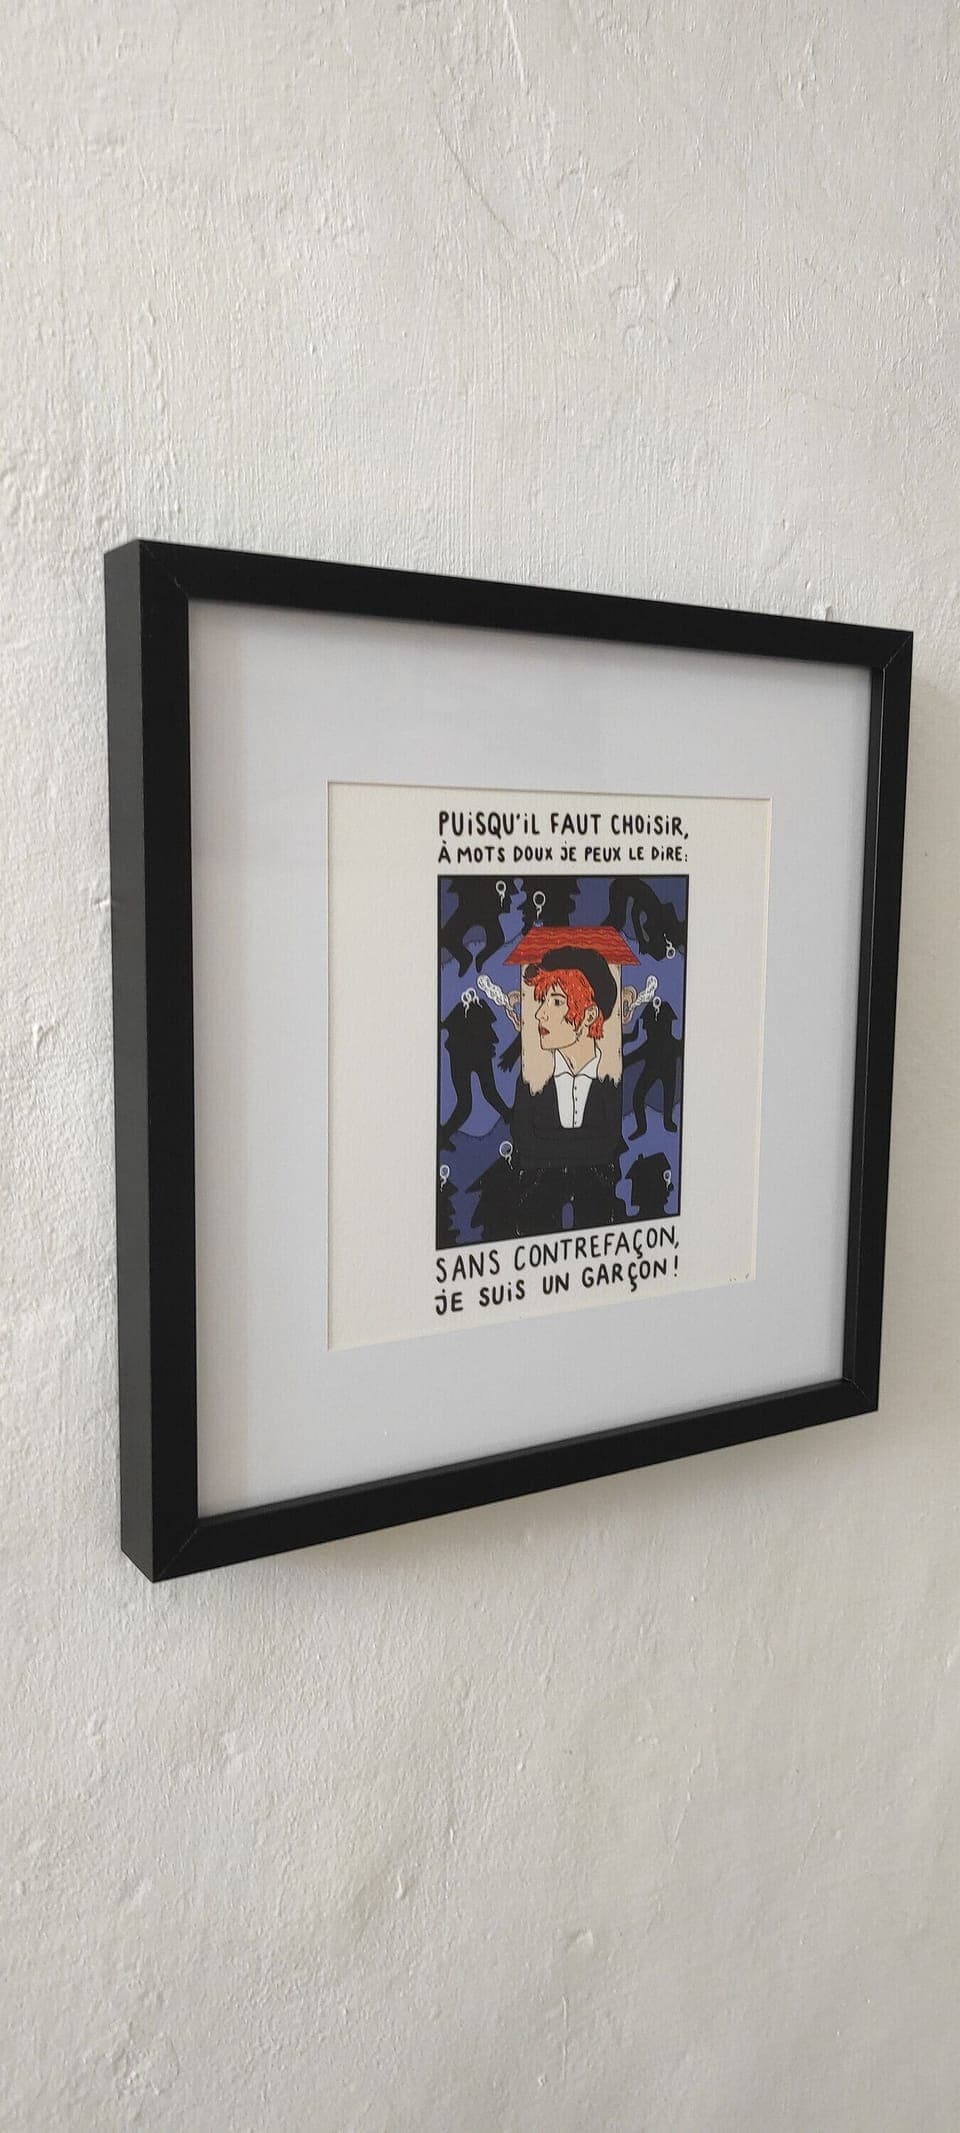 PUiSQU'iL FAUT CHOiSiR,
À MOTS DOUX JE PEUX LE DiRE:
SANS CONTREFAÇON,
JE SUiS UN GARÇON!